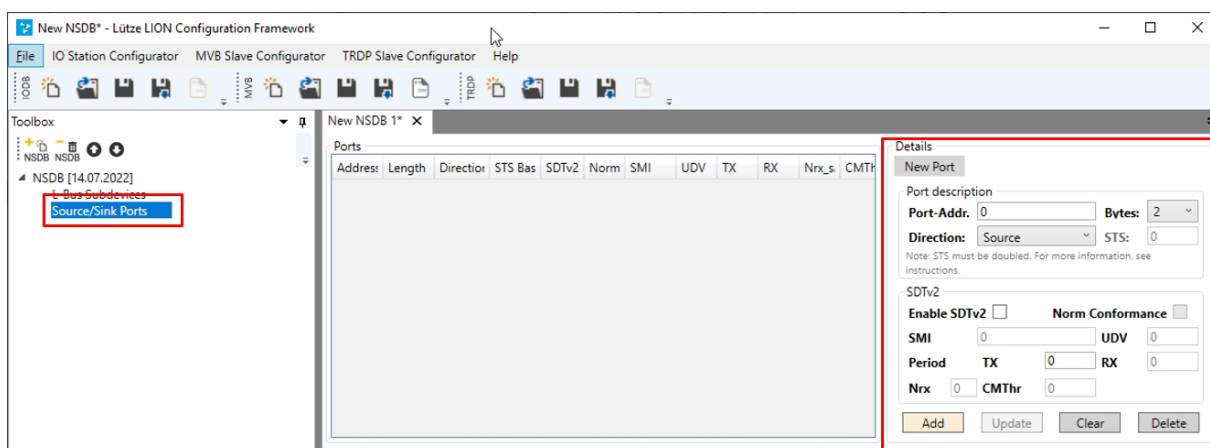 New NSDB* - Lütze LION Configuration Framework
File IO Station Configurator MVB Slave Configurator TRDP Slave Configurator Help
IODB MVB TRDP
Toolbox
NSDB NSDB
NSDB [14.07.2022]
L-Bus Subdevices
Source/Sink Ports
New NSDB 1*
Ports
Address Length Direction STS Bas SDTv2 Norm SMI UDV TX RX Nrx_s CMTh
Details
New Port
Port description
Port-Addr. 0 Bytes: 2
Direction: Source STS: 0
Note: STS must be doubled. For more information, see
instructions.
SDTv2
Enable SDTv2 Norm Conformance
SMI 0 UDV 0
Period TX 0 RX 0
Nrx 0 CMThr 0
Add Update Clear Delete